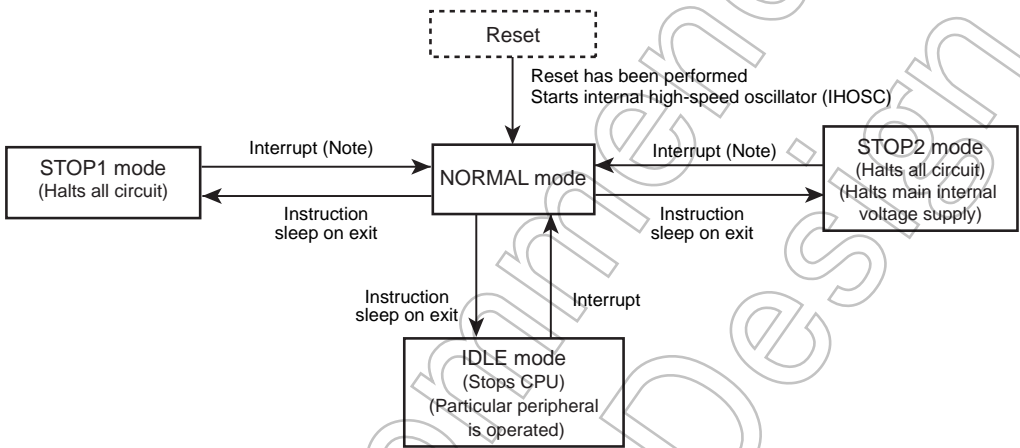 Reset
Reset has been performed
Starts internal high-speed oscillator (IHOSC)
STOP1 mode
(Halts all circuit)
Interrupt (Note)
Instruction
sleep on exit
NORMAL mode
Interrupt (Note)
Instruction
sleep on exit
STOP2 mode
(Halts all circuit)
(Halts main internal
voltage supply)
Instruction
sleep on exit
Interrupt
IDLE mode
(Stops CPU)
(Particular peripheral
is operated)
Design